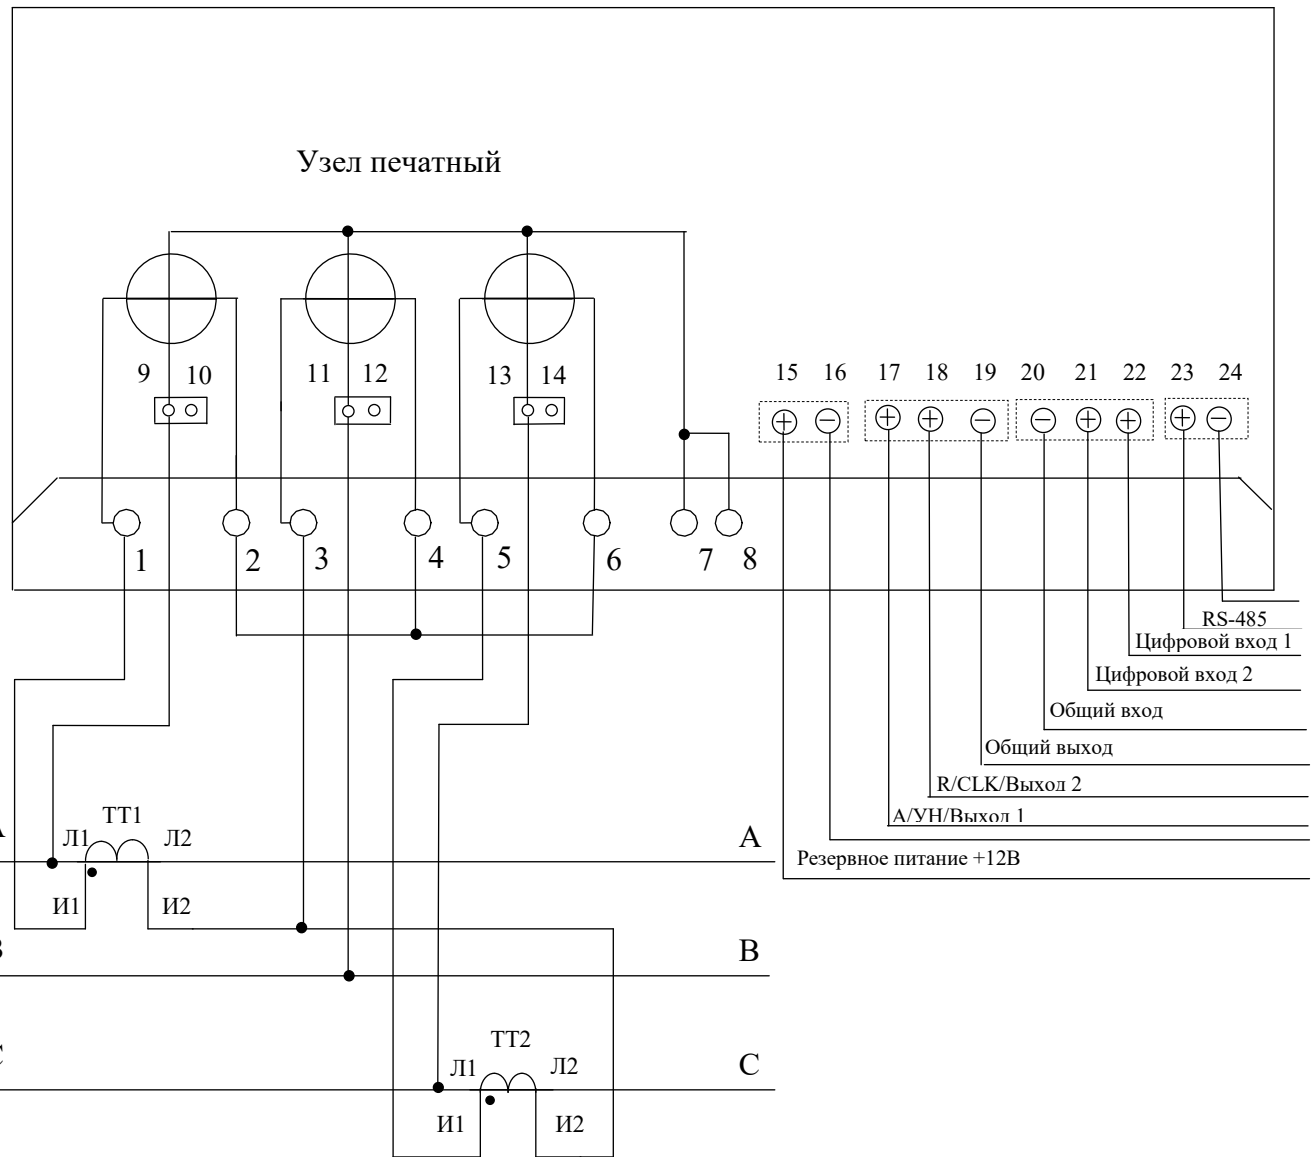 Узел печатный
9 10 11 12 13 14 15 16 17 18 19 20 21 22 23 24
1 2 3 4 5 6 7 8
RS-485
Цифровой вход 1
Цифровой вход 2
Общий вход
Общий выход
R/CLK/Выход 2
А/УН/Выход 1
Резервное питание +12В
ТТ1
Л1 Л2 А
И1 И2
В В
ТТ2
Л1 Л2 С
И1 И2